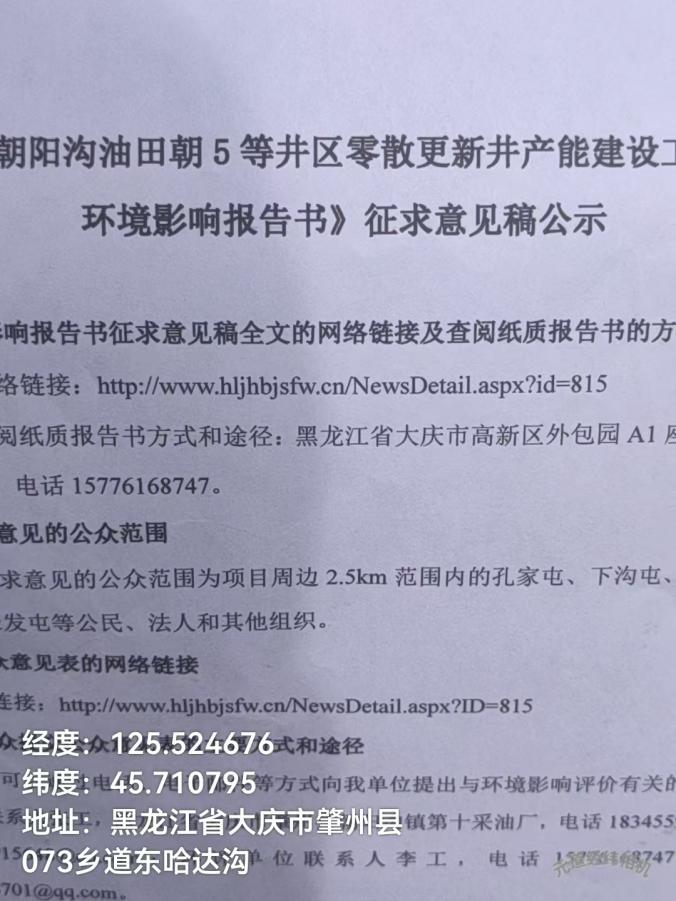 朝阳沟油田朝5等井区零散更新井产能建设工
环境影响报告书》征求意见稿公示
影响报告书征求意见稿全文的网络链接及查阅纸质报告书的方
络链接：http://www.hljhbjsfw.cn/NewsDetail.aspx?id=815
阅纸质报告书方式和途径：黑龙江省大庆市高新区外包园 A1 座
电话 15776168747。
意见的公众范围
求意见的公众范围为项目周边 2.5km 范围内的孔家屯、下沟屯、
发屯等公民、法人和其他组织。
众意见表的网络链接
连接：http://www.hljhbjsfw.cn/NewsDetail.aspx?ID=815
方式和途径
可 电 等方式向我单位提出与环境影响评价有关的
联系 工， 镇第十采油厂，电话 183455
单位联系人李工，电话
701@qq.com。
经度：125.524676
纬度：45.710795
地址：黑龙江省大庆市肇州县
073乡道东哈达沟